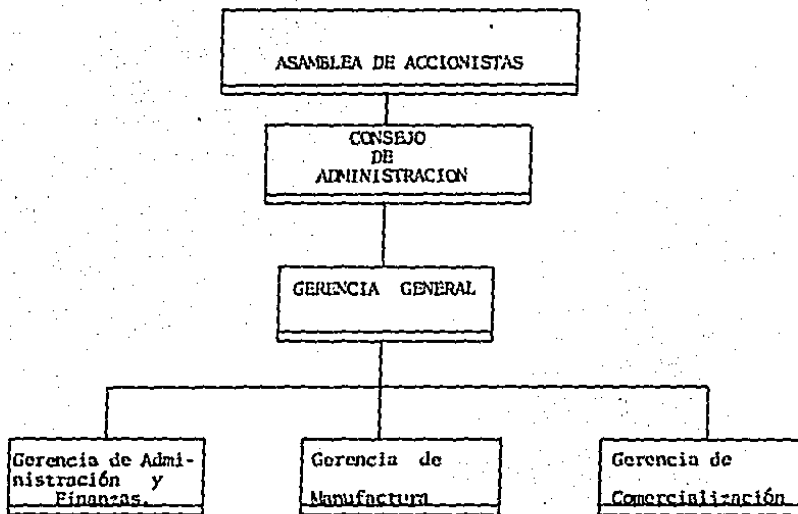 ASAMBLEA DE ACCIONISTAS
CONSEJO
DE
ADMINISTRACION
GERENCIA GENERAL
Gerencia de Admi-
nistración y
Finanzas.
Gerencia de
Manufactura
Gerencia de
Comercialización